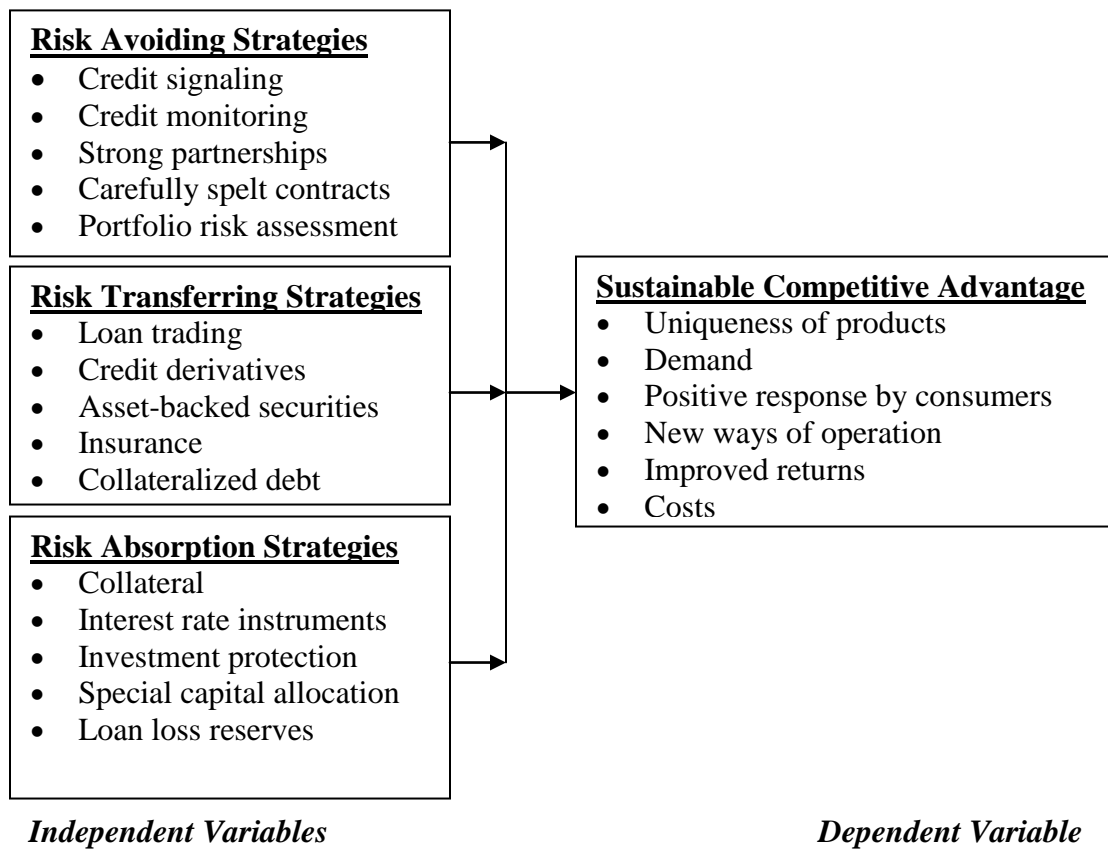 Risk Avoiding Strategies
• Credit signaling
• Credit monitoring
• Strong partnerships
• Carefully spelt contracts
• Portfolio risk assessment
Risk Transferring Strategies
• Loan trading
• Credit derivatives
• Asset-backed securities
• Insurance
• Collateralized debt
Risk Absorption Strategies
• Collateral
• Interest rate instruments
• Investment protection
• Special capital allocation
• Loan loss reserves
Sustainable Competitive Advantage
• Uniqueness of products
• Demand
• Positive response by consumers
• New ways of operation
• Improved returns
• Costs
Independent Variables
Dependent Variable